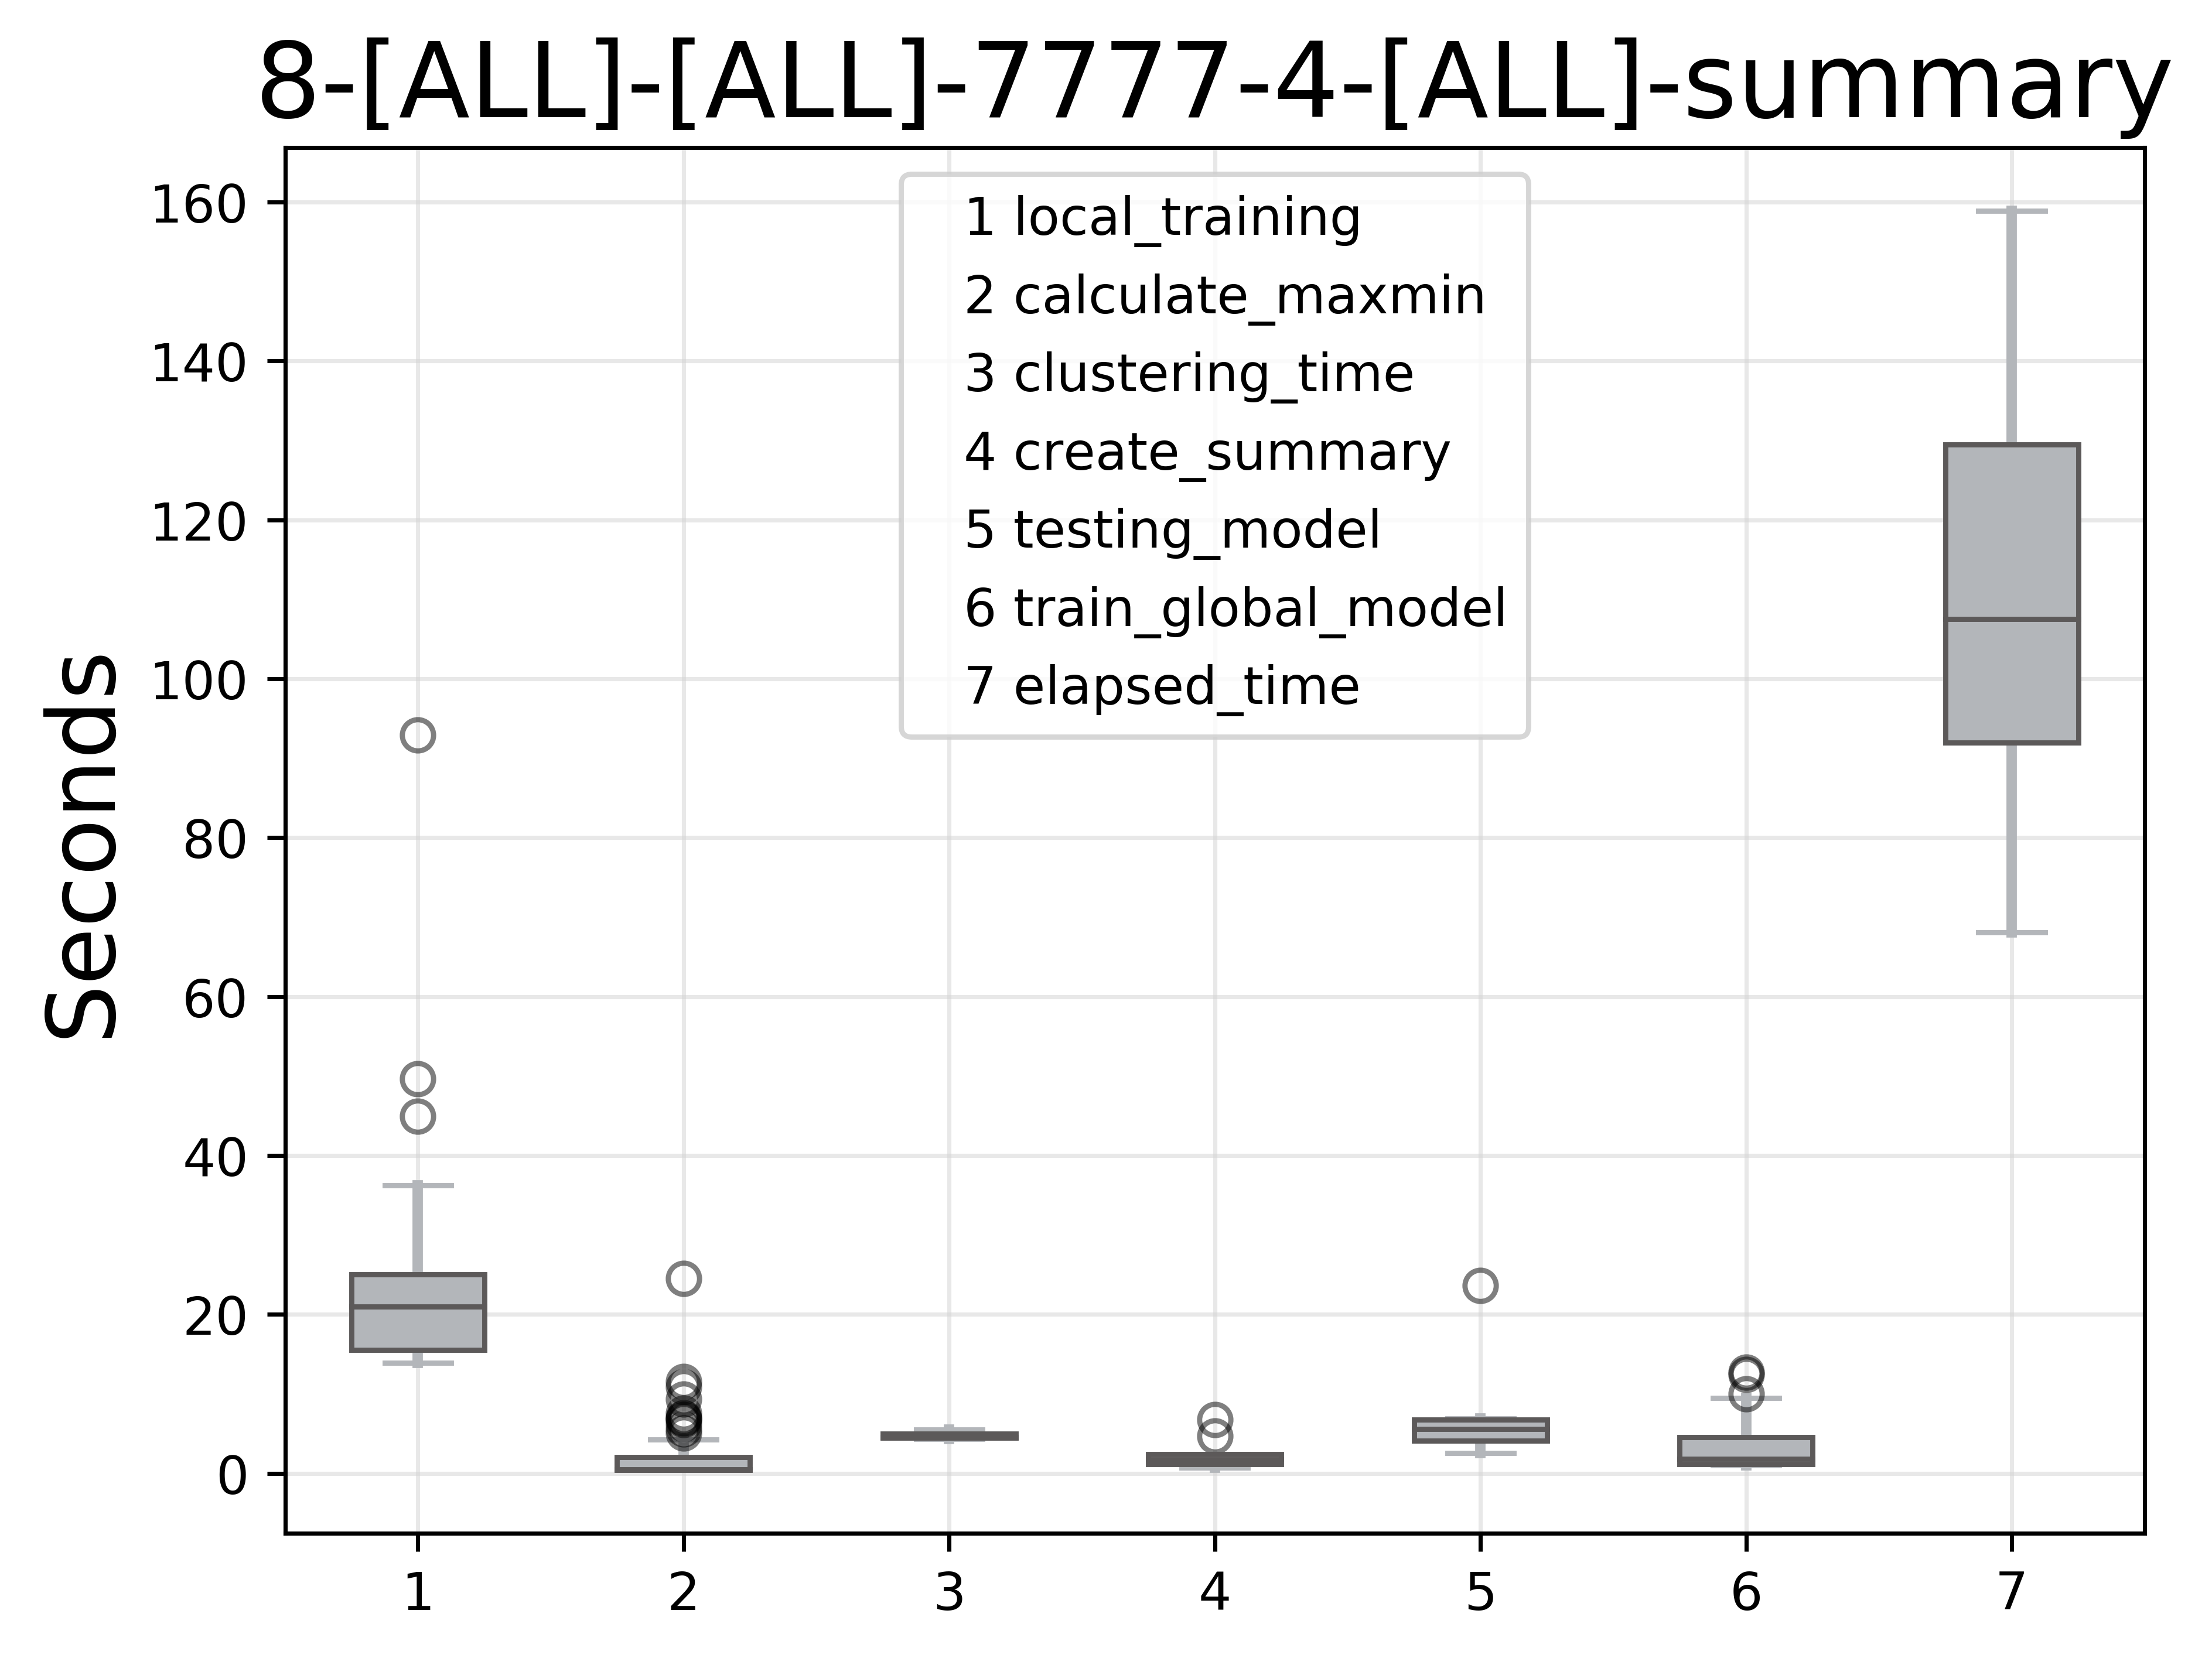 8-[ALL]-[ALL]-7777-4-[ALL]-summary
Seconds
160
140
120
100
80
60
40
20
0
1 local_training
2 calculate_maxmin
3 clustering_time
4 create_summary
5 testing_model
6 train_global_model
7 elapsed_time
1 2 3 4 5 6 7